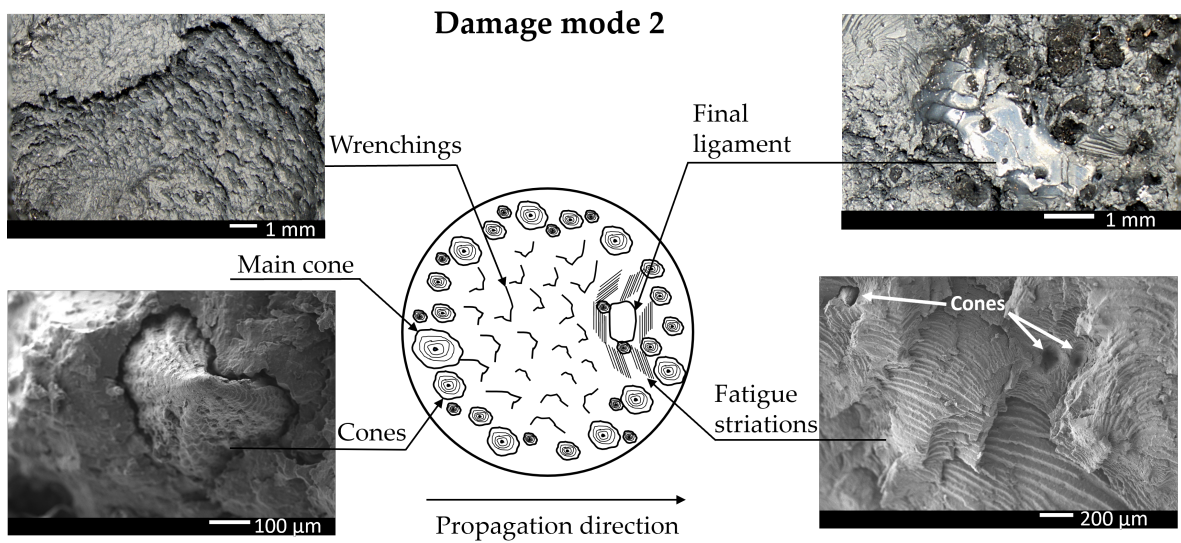 Damage mode 2
Wrenchings
Final
ligament
1 mm
1 mm
Main cone
Cones
Cones
Fatigue
striations
100 μm
200 μm
Propagation direction